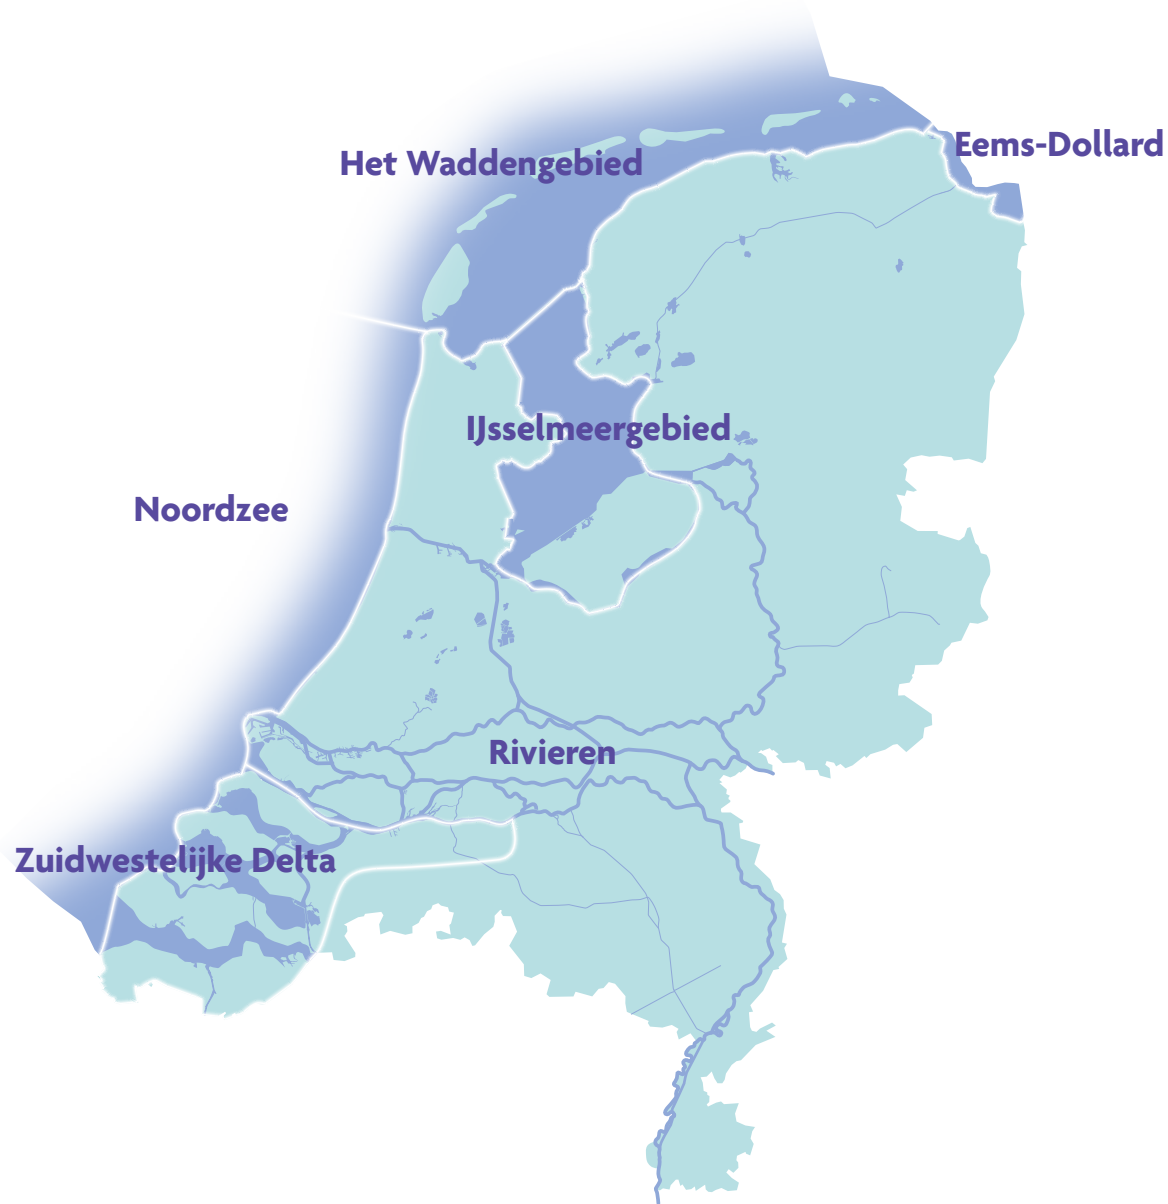 Eems-Dollard
Het Waddengebied
IJsselmeergebied
Noordzee
Rivieren
Zuidwestelijke Delta